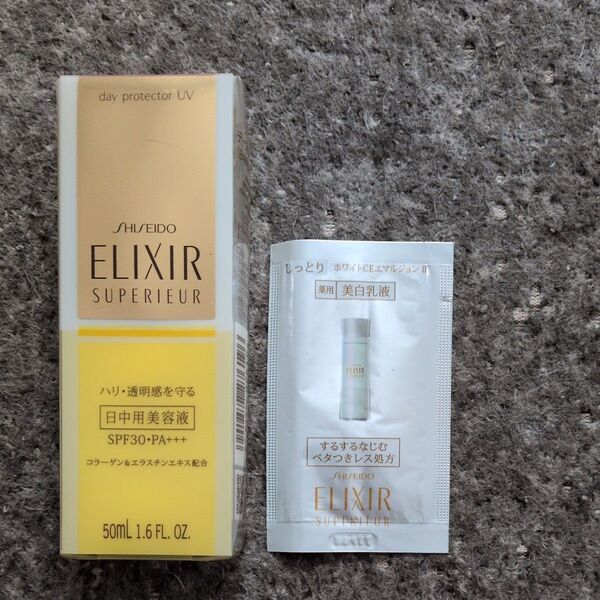 day protector UV
SHISEIDO
ELIXIR
SUPERIEUR
ハリ・透明感を守る
日中用美容液
SPF30・PA+++
コラーゲン&エラスチンエキス配合
50mL 1.6 FL. OZ.
しっとり ホワイトCEエマルジョン II
薬用 美白乳液
ELIXIR
するするなじむ
ベタつきレス処方
SHISEIDO
ELIXIR
SUPERIEUR